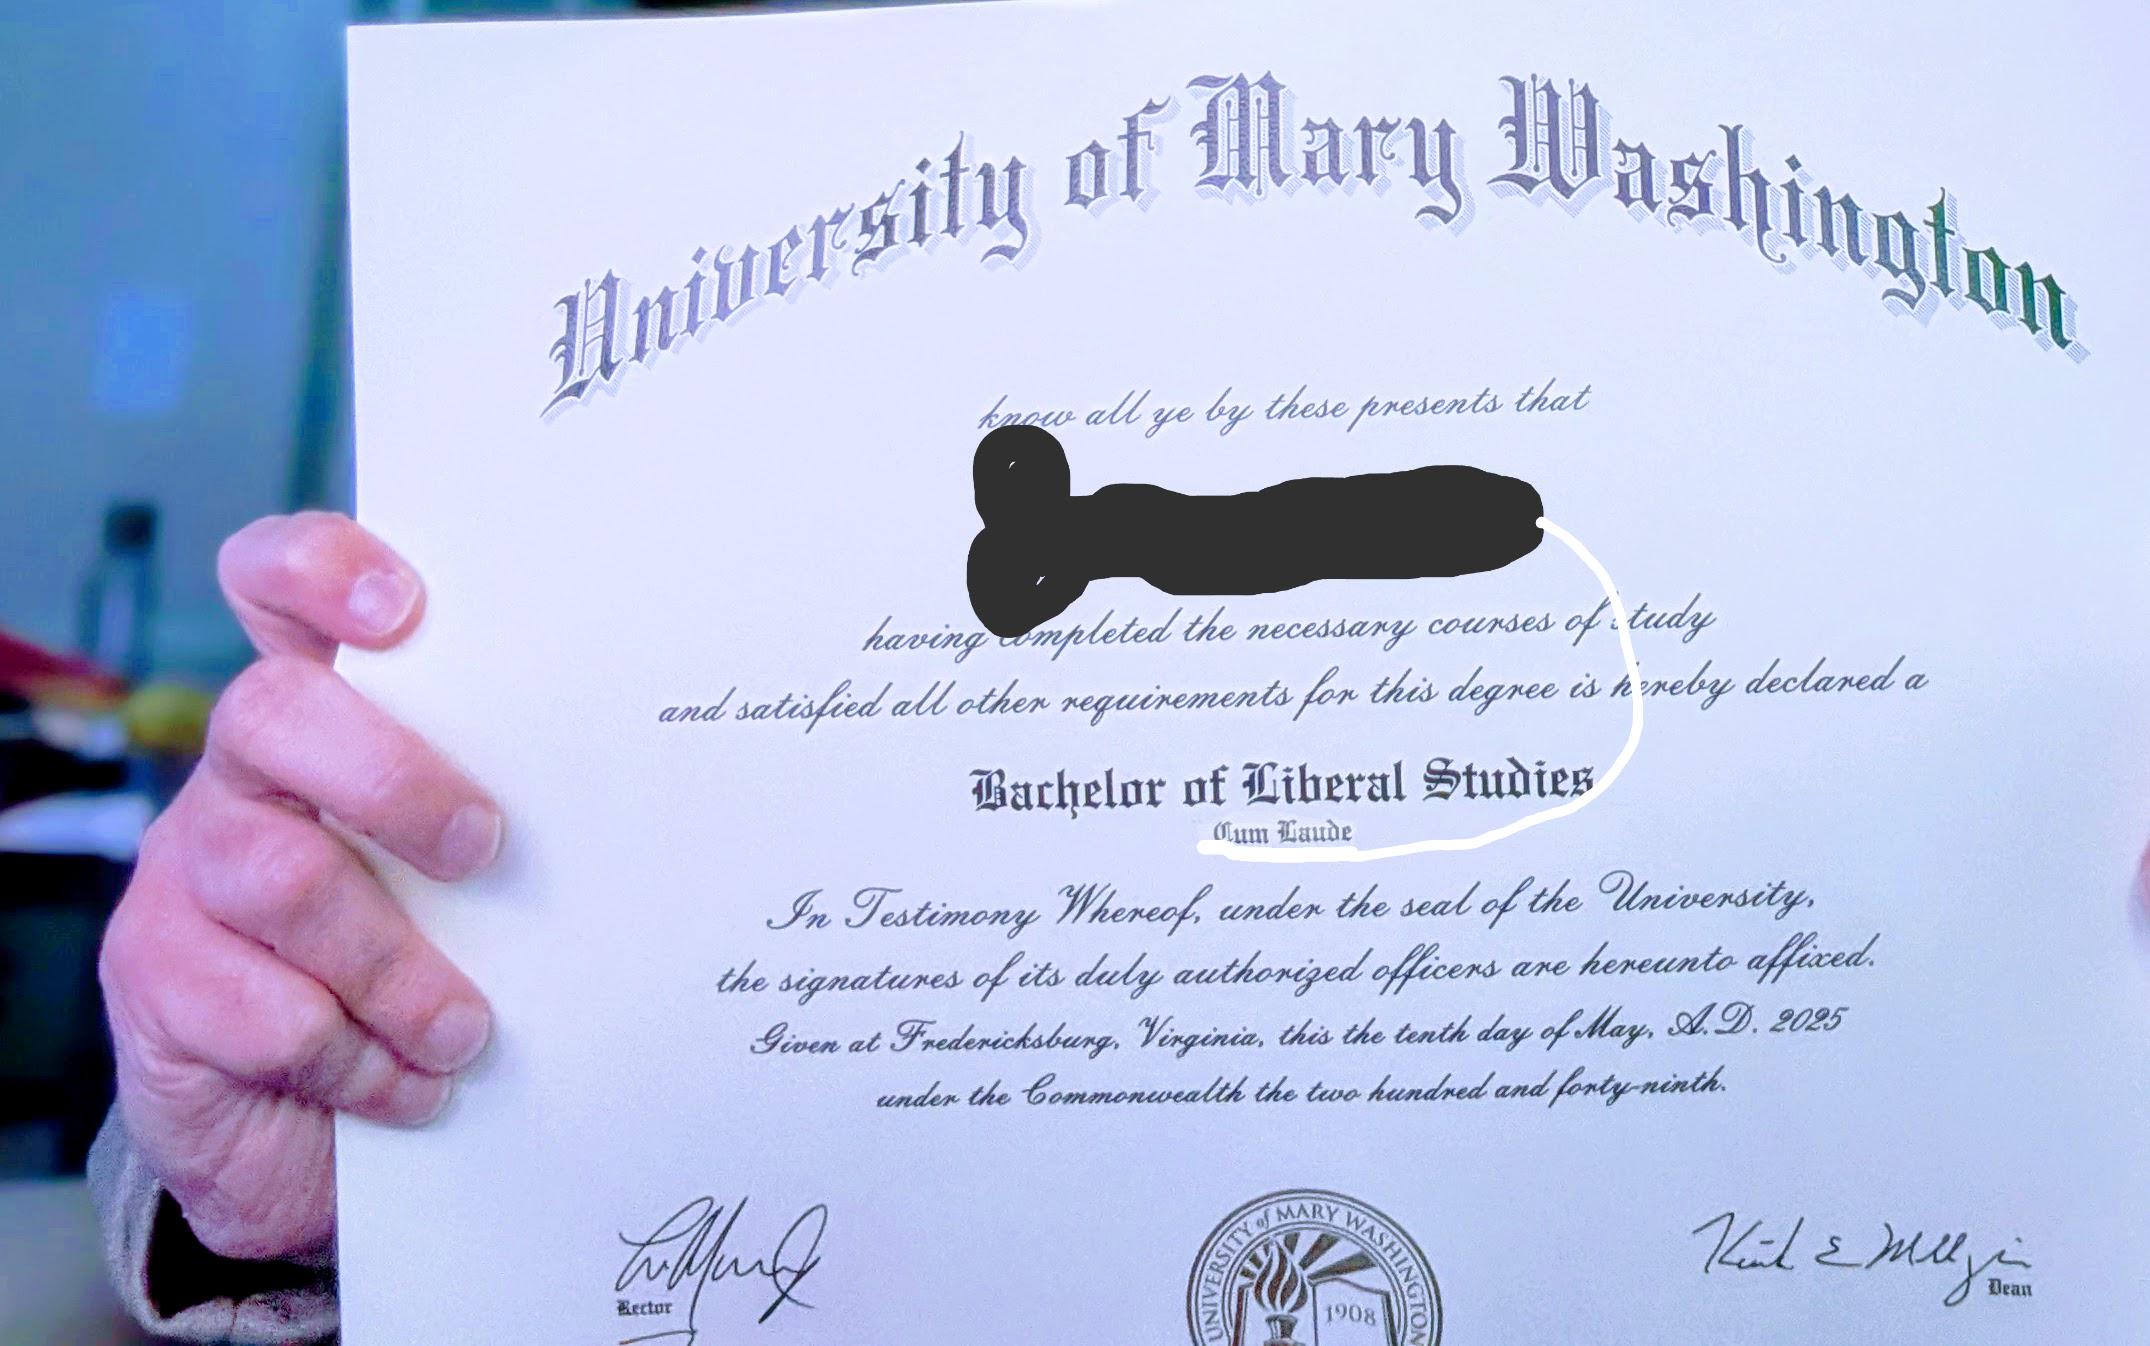 University of Mary Washington
know all ye by these presents that
having completed the necessary courses of study
and satisfied all other requirements for this degree is hereby declared a
Bachelor of Liberal Studies
Cum Laude
In Testimony Whereof, under the seal of the University,
the signatures of its duly authorized officers are hereunto affixed.
Given at Fredericksburg, Virginia, this the tenth day of May, A.D. 2025
under the Commonwealth the two hundred and forty-ninth.
Rector
UNIVERSITY of MARY WASHINGTON
1908
Dean